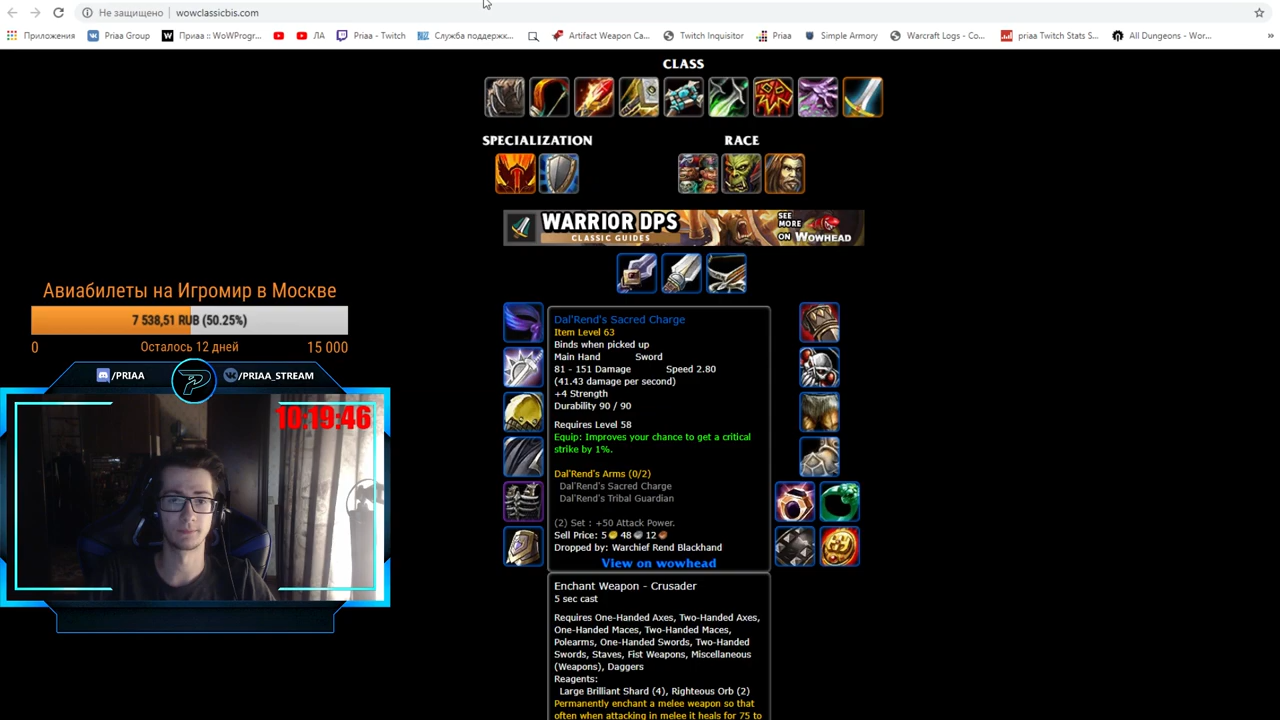 Не защищено | wowclassicbis.com
Приложения Priaa Group Приаа :: WoWProgr... ЛА Priaa - Twitch Служба поддержк... Artifact Weapon Ca... Twitch Inquisitor Priaa Simple Armory Warcraft Logs - Co... priaa Twitch Stats S... All Dungeons - Wor... »
CLASS
SPECIALIZATION
RACE
WARRIOR DPS
CLASSIC GUIDES
SEE
MORE
ON WOWHEAD
Авиабилеты на Игромир в Москве
7 538,51 RUB (50.25%)
0 Осталось 12 дней 15 000
/PRIAA
/PRIAA_STREAM
10:19:46
Dal'Rend's Sacred Charge
Item Level 63
Binds when picked up
Main Hand Sword
81 - 151 Damage Speed 2.80
(41.43 damage per second)
+4 Strength
Durability 90 / 90
Requires Level 58
Equip: Improves your chance to get a critical
strike by 1%.
Dal'Rend's Arms (0/2)
Dal'Rend's Sacred Charge
Dal'Rend's Tribal Guardian
(2) Set : +50 Attack Power.
Sell Price: 5 48 12
Dropped by: Warchief Rend Blackhand
View on wowhead
Enchant Weapon - Crusader
5 sec cast
Requires One-Handed Axes, Two-Handed Axes,
One-Handed Maces, Two-Handed Maces,
Polearms, One-Handed Swords, Two-Handed
Swords, Staves, Fist Weapons, Miscellaneous
(Weapons), Daggers
Reagents:
Large Brilliant Shard (4), Righteous Orb (2)
Permanently enchant a melee weapon so that
often when attacking in melee it heals for 75 to